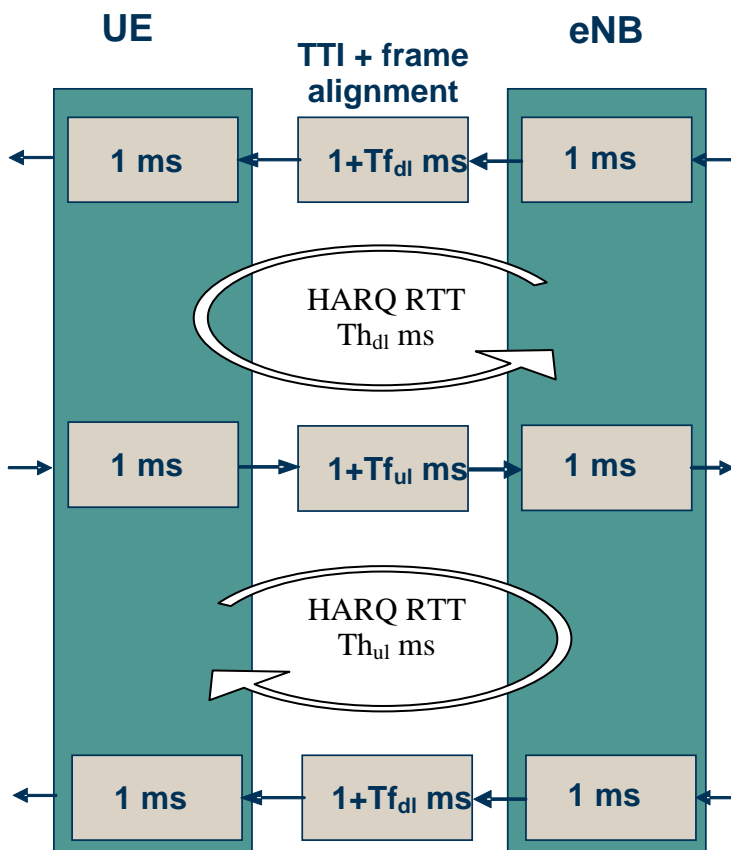 UE
eNB
TTI + frame
alignment
1 ms
1+Tf_dl ms
1 ms
HARQ RTT
Th_dl ms
1 ms
1+Tf_ul ms
1 ms
HARQ RTT
Th_ul ms
1 ms
1+Tf_dl ms
1 ms